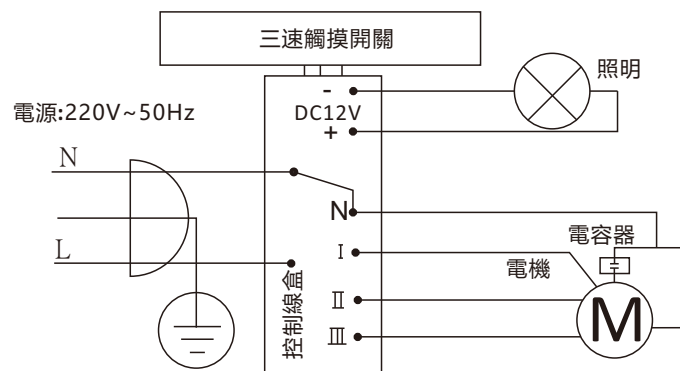 三速觸摸開關
照明
-
DC12V
+
電源:220V~50Hz
N
N
電容器
L
I
電機
II
M
III
控制線盒